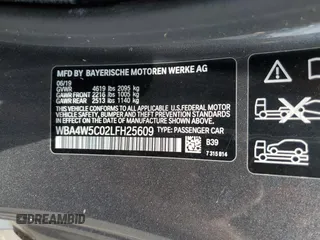 MFD BY BAYERISCHE MOTOREN WERKE AG
06/19
GVWR 4619 lbs 2095 kg
GAWR FRONT 2216 lbs 1005 kg
GAWR REAR 2513 lbs 1140 kg
THIS VEHICLE CONFORMS TO ALL APPLICABLE FEDERAL MOTOR
VEHICLE SAFETY, BUMPER, AND THEFT PREVENTION STANDARDS
IN EFFECT ON THE DATE OF MANUFACTURE SHOWN ABOVE.
WBA4W5C02LFH25609 TYPE: PASSENGER CAR
B39
7 315 814
© DREAMBID